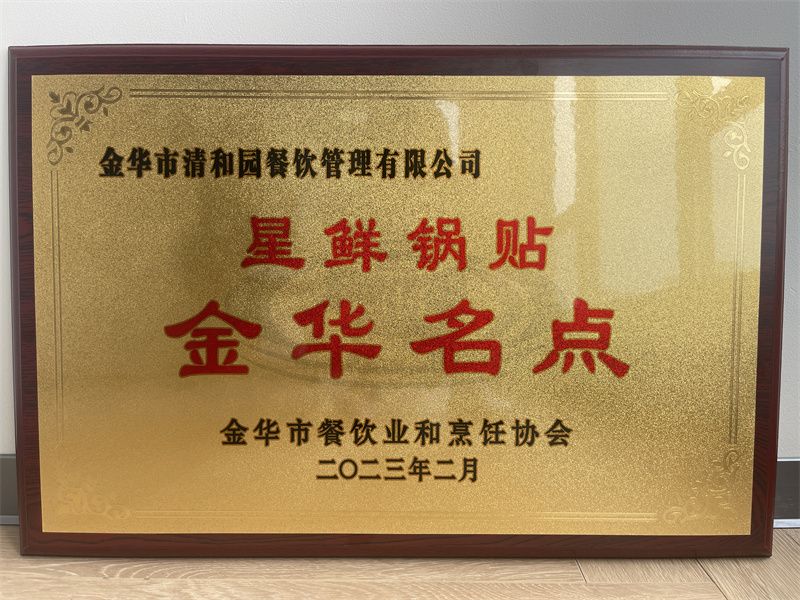 金华市清和园餐饮管理有限公司
星鲜锅贴
金华名点
金华市餐饮业和烹饪协会
二〇二三年二月